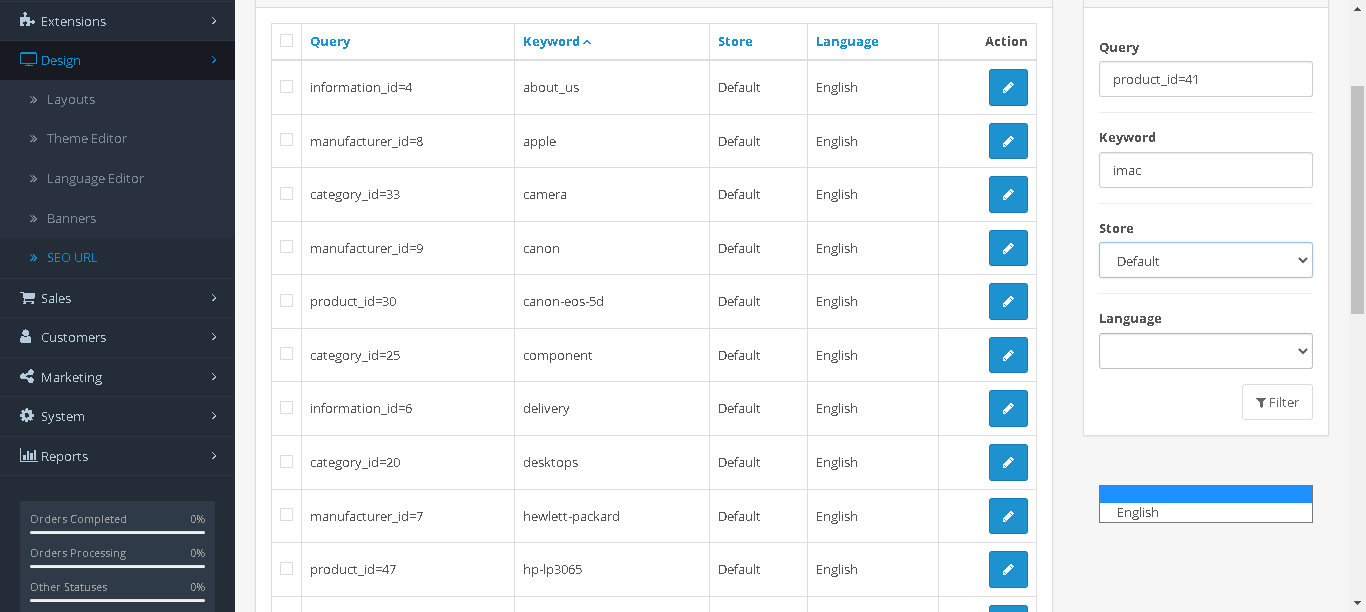 Extensions
Design
Layouts
Theme Editor
Language Editor
Banners
SEO URL
Sales
Customers
Marketing
System
Reports
Orders Completed 0%
Orders Processing 0%
Other Statuses 0%
Query Keyword Store Language Action
information_id=4 about_us Default English
manufacturer_id=8 apple Default English
category_id=33 camera Default English
manufacturer_id=9 canon Default English
product_id=30 canon-eos-5d Default English
category_id=25 component Default English
information_id=6 delivery Default English
category_id=20 desktops Default English
manufacturer_id=7 hewlett-packard Default English
product_id=47 hp-lp3065 Default English
Query
product_id=41
Keyword
imac
Store
Default
Language
Filter
English